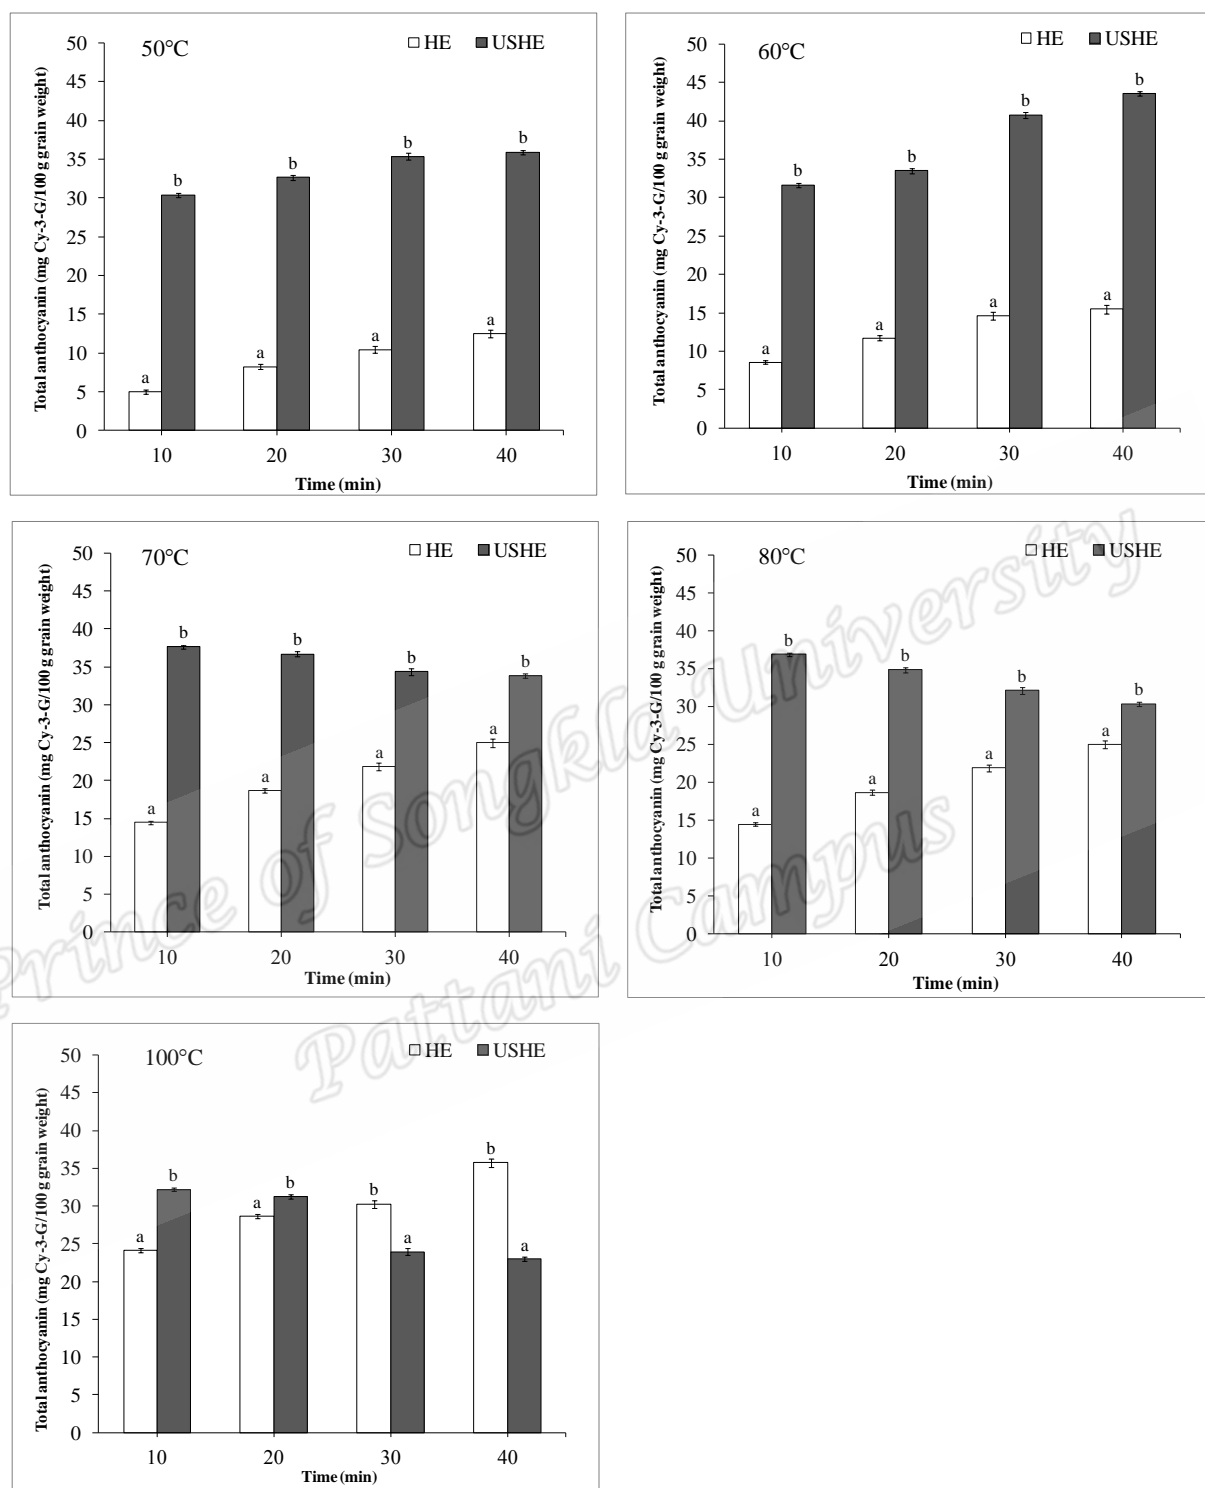 50°C
HE USHE
Total anthocyanin (mg Cy-3-G/100 g grain weight)
50
45
40
35
30
25
20
15
10
5
0
a b a b a b a b
10 20 30 40
Time (min)
60°C
HE USHE
Total anthocyanin (mg Cy-3-G/100 g grain weight)
50
45
40
35
30
25
20
15
10
5
0
a b a b a b a b
10 20 30 40
Time (min)
70°C
HE USHE
Total anthocyanin (mg Cy-3-G/100 g grain weight)
50
45
40
35
30
25
20
15
10
5
0
a b a b a b a b
10 20 30 40
Time (min)
80°C
HE USHE
Total anthocyanin (mg Cy-3-G/100 g grain weight)
50
45
40
35
30
25
20
15
10
5
0
a b a b a b a b
10 20 30 40
Time (min)
100°C
HE USHE
Total anthocyanin (mg Cy-3-G/100 g grain weight)
50
45
40
35
30
25
20
15
10
5
0
a b a b b a b a
10 20 30 40
Time (min)
Prince of Songkla University
Pattani Campus